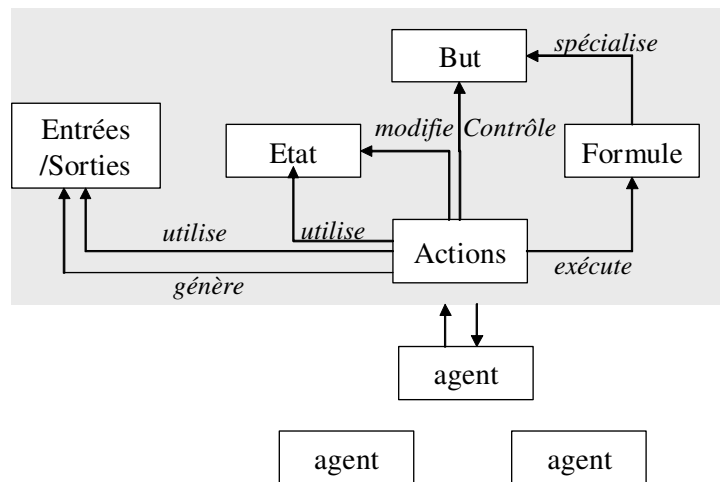 spécialise
But
Entrées
/Sorties
modifie Contrôle
Etat
Formule
utilise
utilise
Actions
exécute
génère
agent
agent
agent